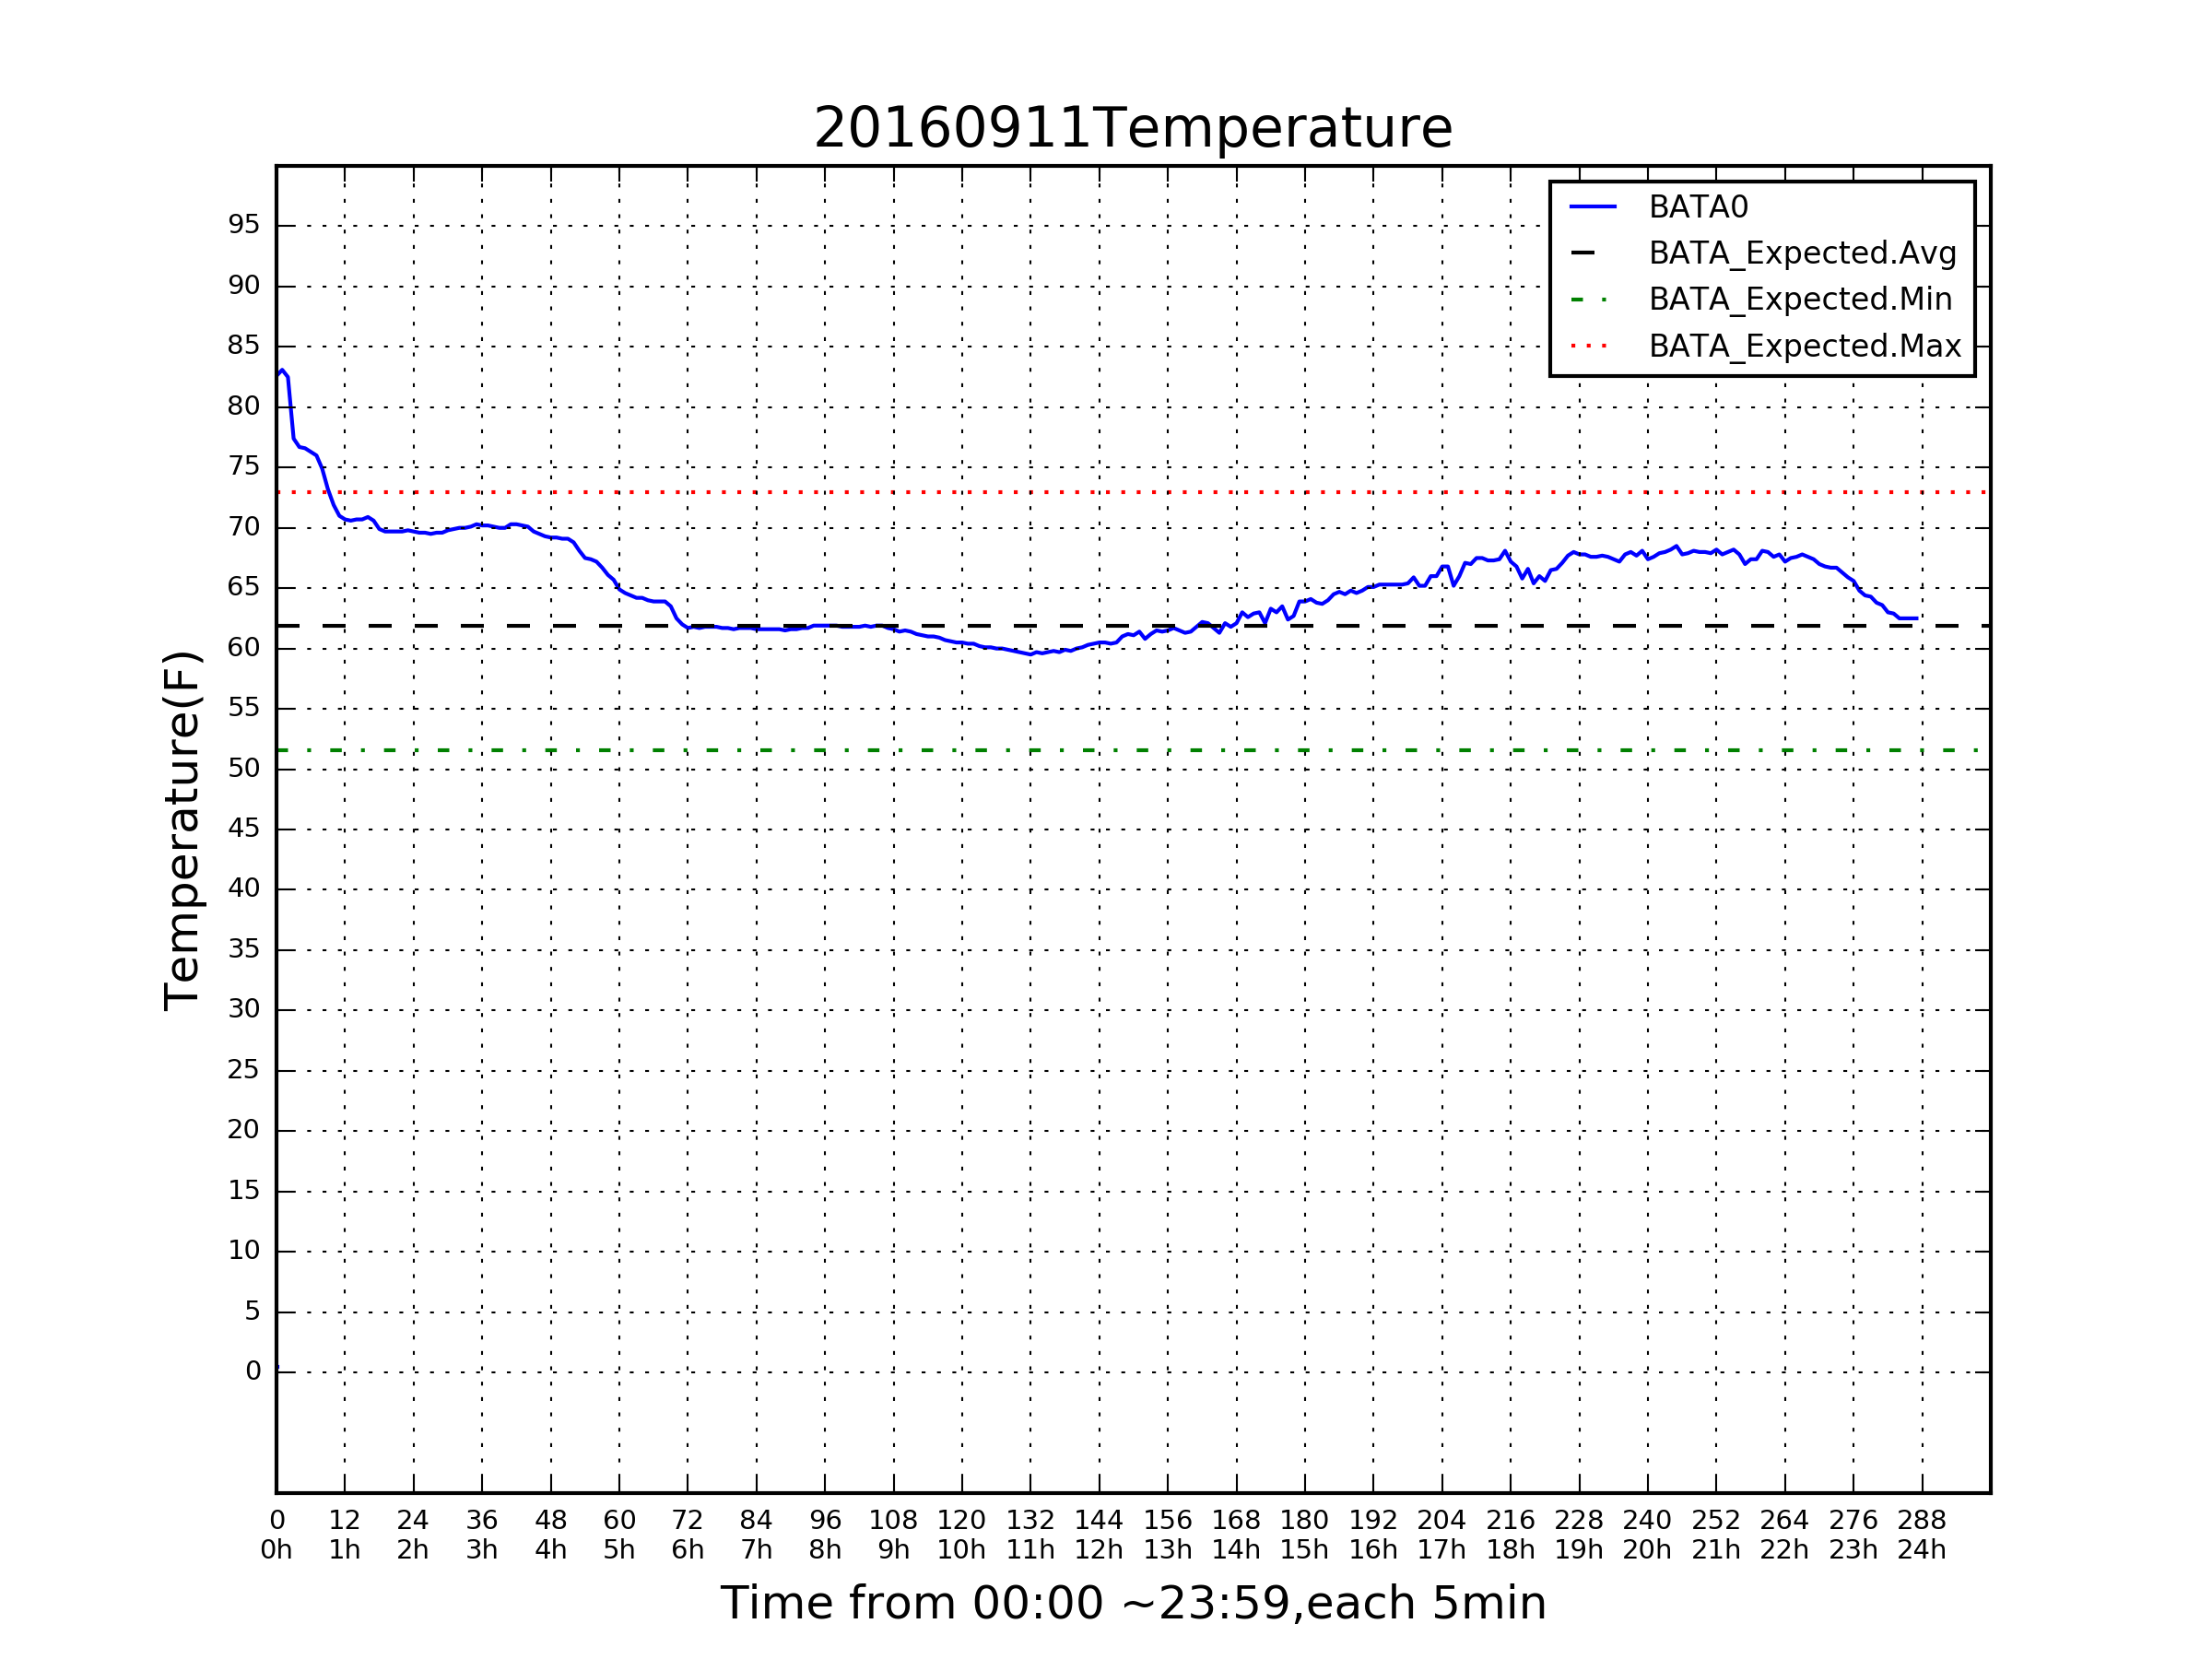 20160911Temperature
BATA0
BATA_Expected.Avg
BATA_Expected.Min
BATA_Expected.Max
95
90
85
80
75
70
65
60
55
50
45
40
35
30
25
20
15
10
5
0
Temperature(F)
0 12 24 36 48 60 72 84 96 108 120 132 144 156 168 180 192 204 216 228 240 252 264 276 288
0h 1h 2h 3h 4h 5h 6h 7h 8h 9h 10h 11h 12h 13h 14h 15h 16h 17h 18h 19h 20h 21h 22h 23h 24h
Time from 00:00 ~23:59,each 5min